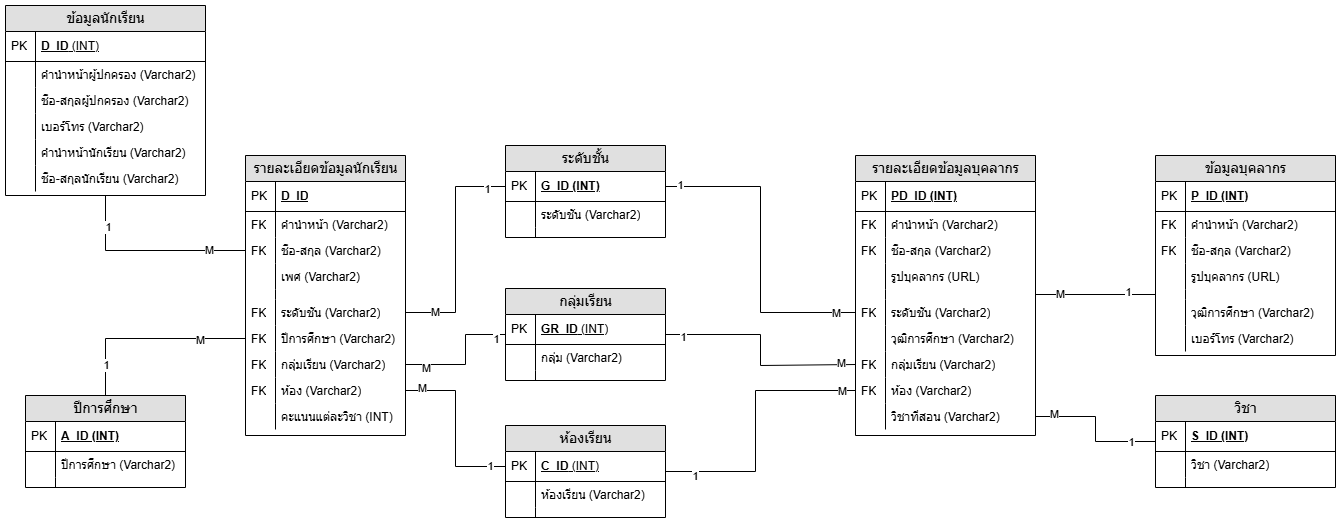 ข้อมูลนักเรียน
PK D_ID (INT)
คำนำหน้าผู้ปกครอง (Varchar2)
ชื่อ-สกุลผู้ปกครอง (Varchar2)
เบอร์โทร (Varchar2)
คำนำหน้านักเรียน (Varchar2)
ชื่อ-สกุลนักเรียน (Varchar2)
1
M
รายละเอียดข้อมูลนักเรียน
PK D_ID
FK คำนำหน้า (Varchar2)
FK ชื่อ-สกุล (Varchar2)
เพศ (Varchar2)
FK ระดับชั้น (Varchar2)
FK ปีการศึกษา (Varchar2)
FK กลุ่มเรียน (Varchar2)
FK ห้อง (Varchar2)
คะแนนแต่ละวิชา (INT)
M
1
ปีการศึกษา
PK A_ID (INT)
ปีการศึกษา (Varchar2)
M
1
M
1
M
1
ระดับชั้น
PK G_ID (INT)
ระดับชั้น (Varchar2)
กลุ่มเรียน
PK GR_ID (INT)
กลุ่ม (Varchar2)
ห้องเรียน
PK C_ID (INT)
ห้องเรียน (Varchar2)
1
M
1
M
1
M
รายละเอียดข้อมูลบุคลากร
PK PD_ID (INT)
FK คำนำหน้า (Varchar2)
FK ชื่อ-สกุล (Varchar2)
รูปบุคลากร (URL)
FK ระดับชั้น (Varchar2)
วุฒิการศึกษา (Varchar2)
FK กลุ่มเรียน (Varchar2)
FK ห้อง (Varchar2)
วิชาที่สอน (Varchar2)
M
1
M
1
ข้อมูลบุคลากร
PK P_ID (INT)
FK คำนำหน้า (Varchar2)
FK ชื่อ-สกุล (Varchar2)
รูปบุคลากร (URL)
วุฒิการศึกษา (Varchar2)
เบอร์โทร (Varchar2)
วิชา
PK S_ID (INT)
วิชา (Varchar2)